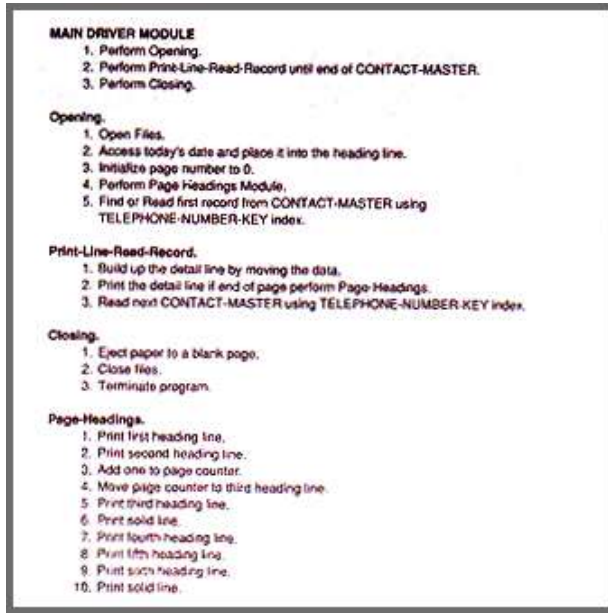 MAIN DRIVER MODULE
1. Perform Opening.
2. Perform Print-Line-Read-Record until end of CONTACT-MASTER.
3. Perform Closing.
Opening.
1. Open Files.
2. Access today's date and place it into the heading line.
3. Initialize page number to 0.
4. Perform Page Headings Module.
5. Find or Read first record from CONTACT-MASTER using
TELEPHONE-NUMBER-KEY index.
Print-Line-Read-Record.
1. Build up the detail line by moving the data.
2. Print the detail line if end of page perform Page-Headings.
3. Read next CONTACT-MASTER using TELEPHONE-NUMBER-KEY index.
Closing.
1. Eject paper to a blank page.
2. Close files.
3. Terminate program.
Page-Headings.
1. Print first heading line.
2. Print second heading line.
3. Add one to page counter.
4. Move page counter to third heading line.
5. Print third heading line.
6. Print solid line.
7. Print fourth heading line.
8. Print fifth heading line.
9. Print sixth heading line.
10. Print solid line.